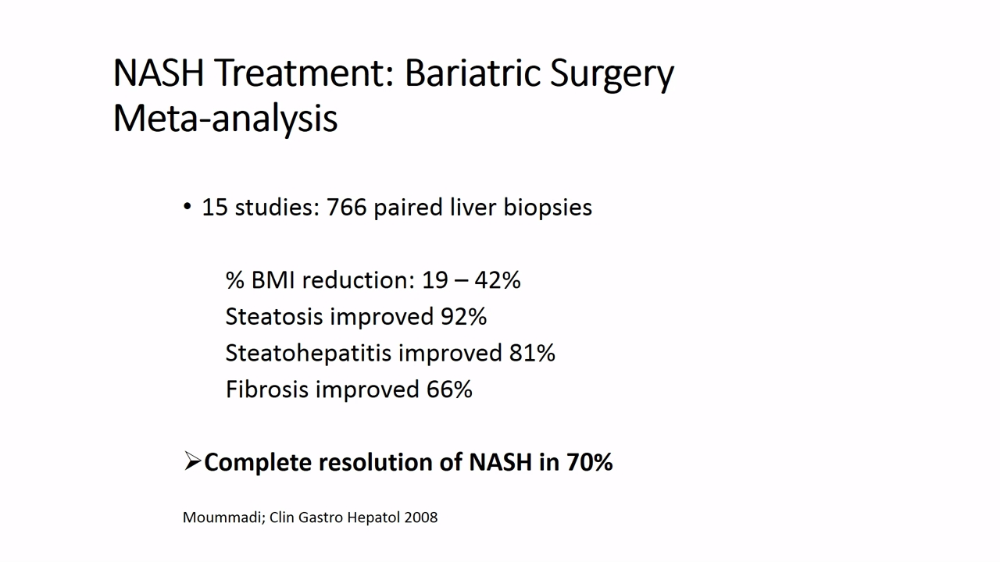 NASH Treatment: Bariatric Surgery
Meta-analysis
• 15 studies: 766 paired liver biopsies
% BMI reduction: 19 – 42%
Steatosis improved 92%
Steatohepatitis improved 81%
Fibrosis improved 66%
➢Complete resolution of NASH in 70%
Moummadi; Clin Gastro Hepatol 2008